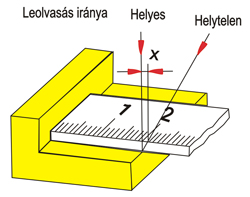 Leolvasás iránya
Helyes
Helytelen
x
1
2